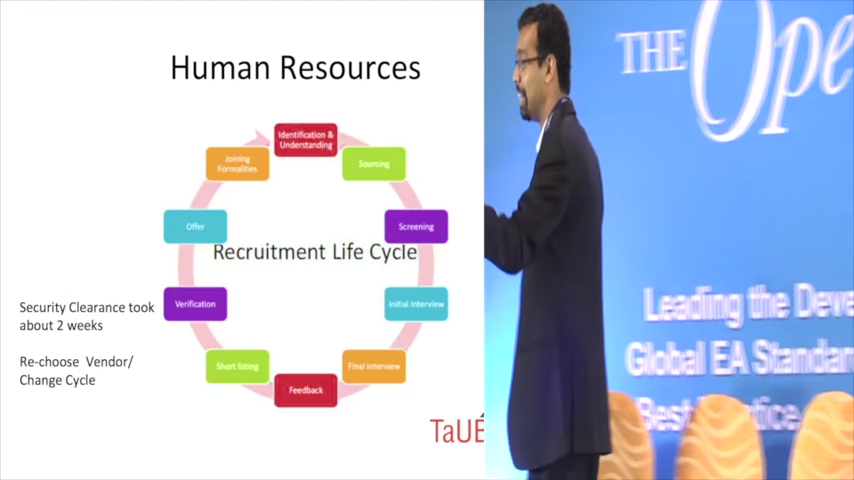 Human Resources
Identification &
Understanding
Sourcing
Screening
Initial Interview
Final Interview
Feedback
Short listing
Verification
Offer
Joining
Formalities
Recruitment Life Cycle
Security Clearance took
about 2 weeks
Re-choose Vendor/
Change Cycle
TaUE
THE Ope
Leading the Deve
Global EA Standar
Best